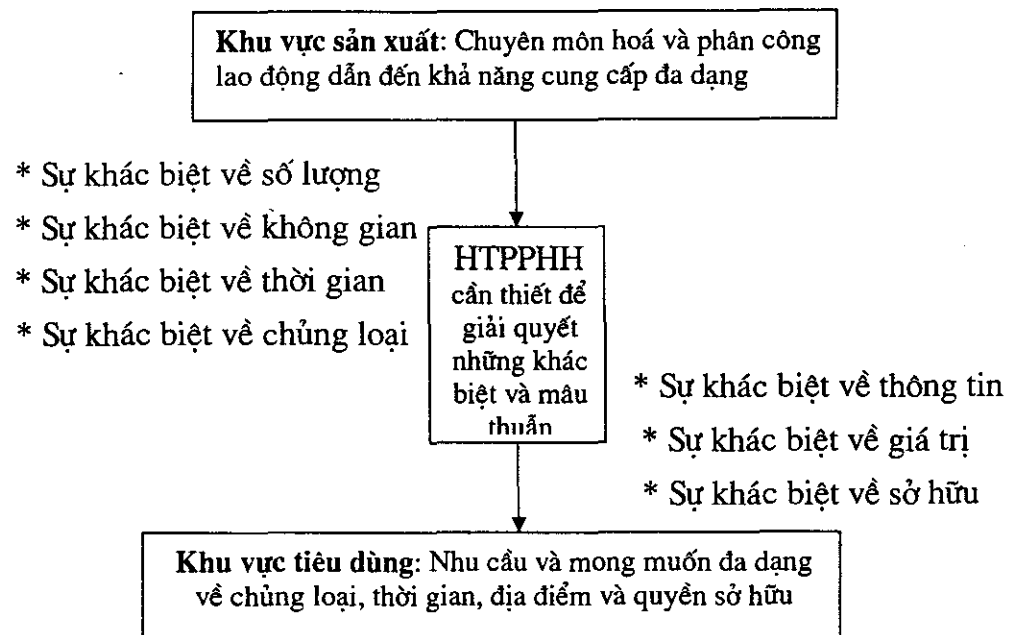 Khu vực sản xuất: Chuyên môn hoá và phân công
lao động dẫn đến khả năng cung cấp đa dạng
* Sự khác biệt về số lượng
* Sự khác biệt về không gian
* Sự khác biệt về thời gian
* Sự khác biệt về chủng loại
HTPPHH
cần thiết để
giải quyết
những khác
biệt và mâu
thuẫn
* Sự khác biệt về thông tin
* Sự khác biệt về giá trị
* Sự khác biệt về sở hữu
Khu vực tiêu dùng: Nhu cầu và mong muốn đa dạng
về chủng loại, thời gian, địa điểm và quyền sở hữu